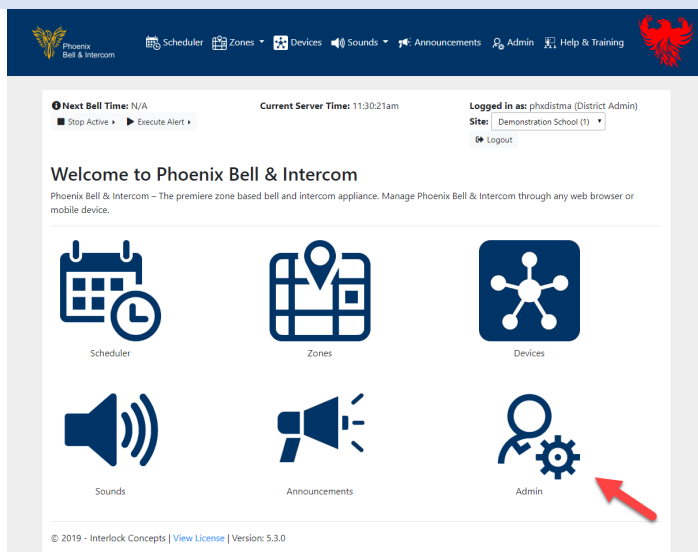 Phoenix
Bell & Intercom
Scheduler Zones Devices Sounds Announcements Admin Help & Training
Next Bell Time: N/A Current Server Time: 11:30:21am Logged in as: phxdistma (District Admin)
Stop Active Execute Alert Site: Demonstration School (1)
Logout
Welcome to Phoenix Bell & Intercom
Phoenix Bell & Intercom – The premiere zone based bell and intercom appliance. Manage Phoenix Bell & Intercom through any web browser or
mobile device.
Scheduler Zones Devices
Sounds Announcements Admin
© 2019 - Interlock Concepts | View License | Version: 5.3.0